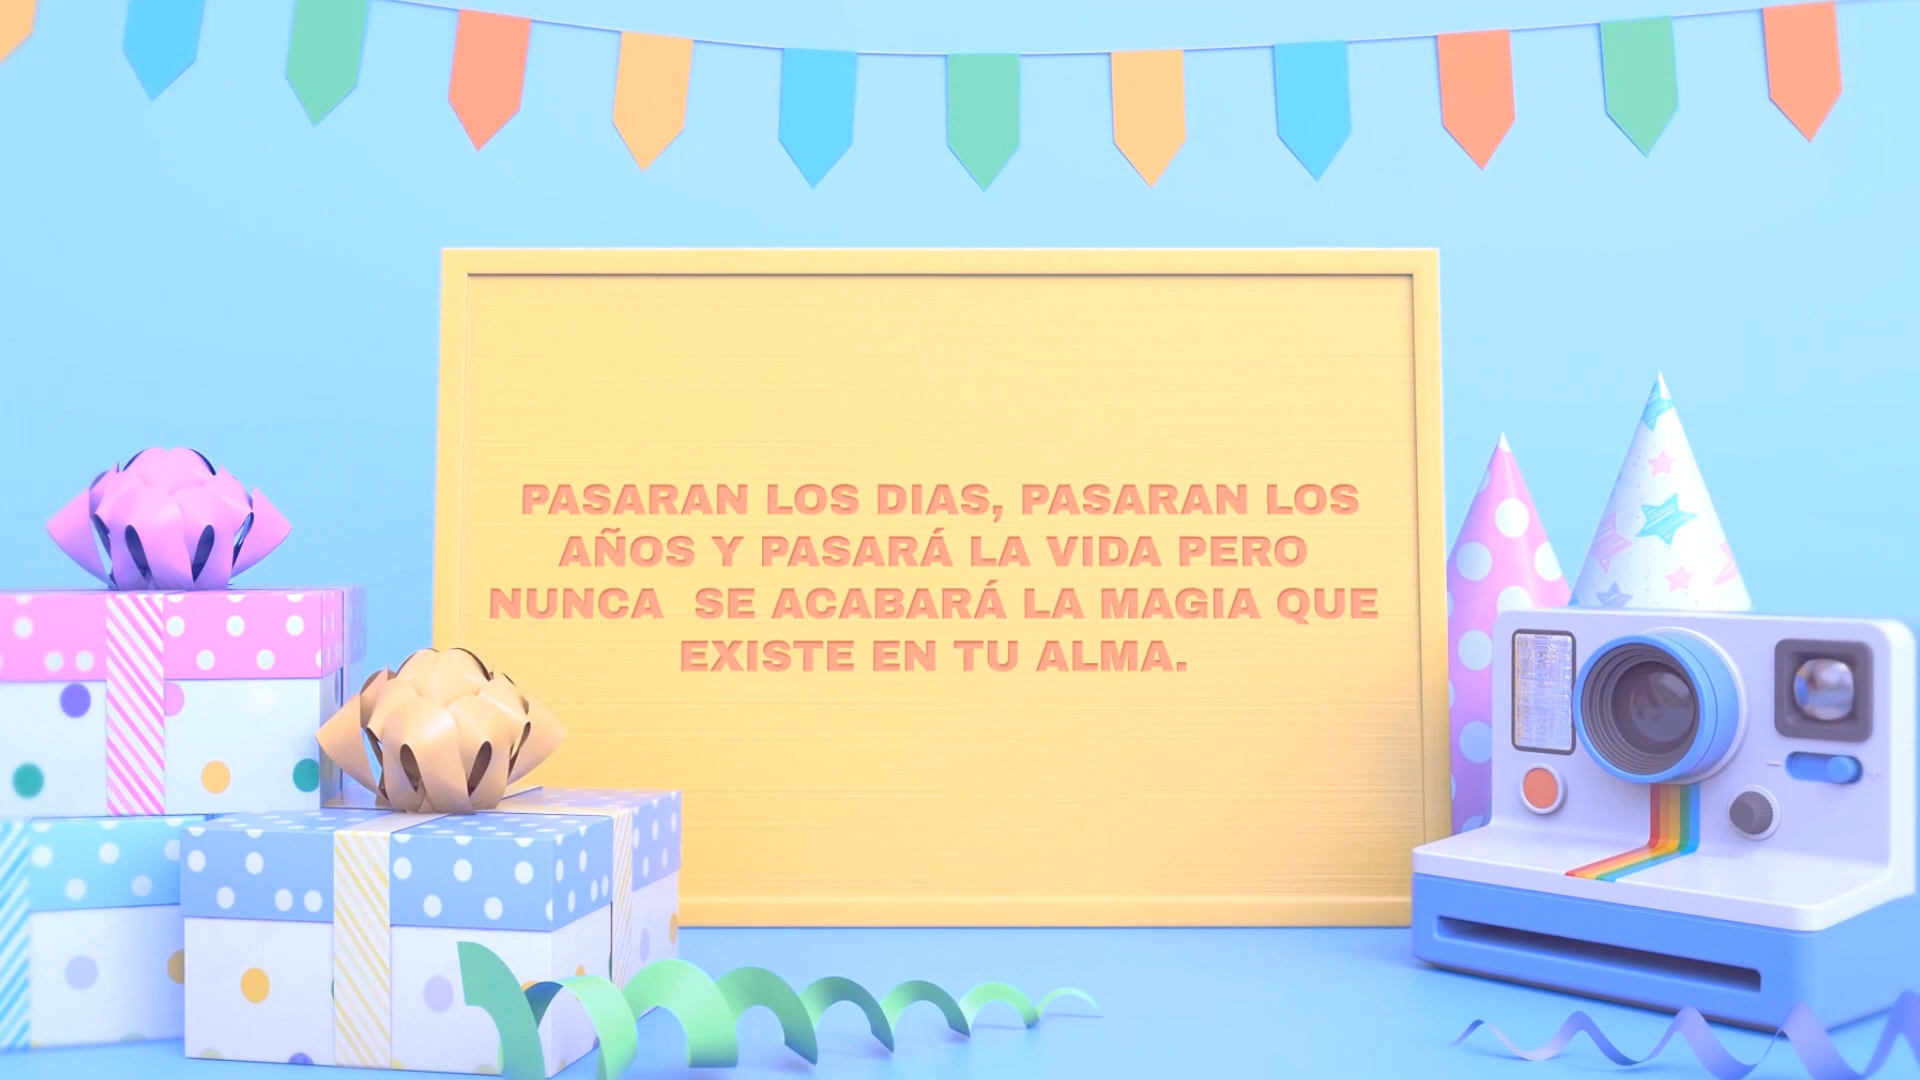 PASARAN LOS DIAS, PASARAN LOS
AÑOS Y PASARÁ LA VIDA PERO
NUNCA  SE ACABARÁ LA MAGIA QUE
EXISTE EN TU ALMA.